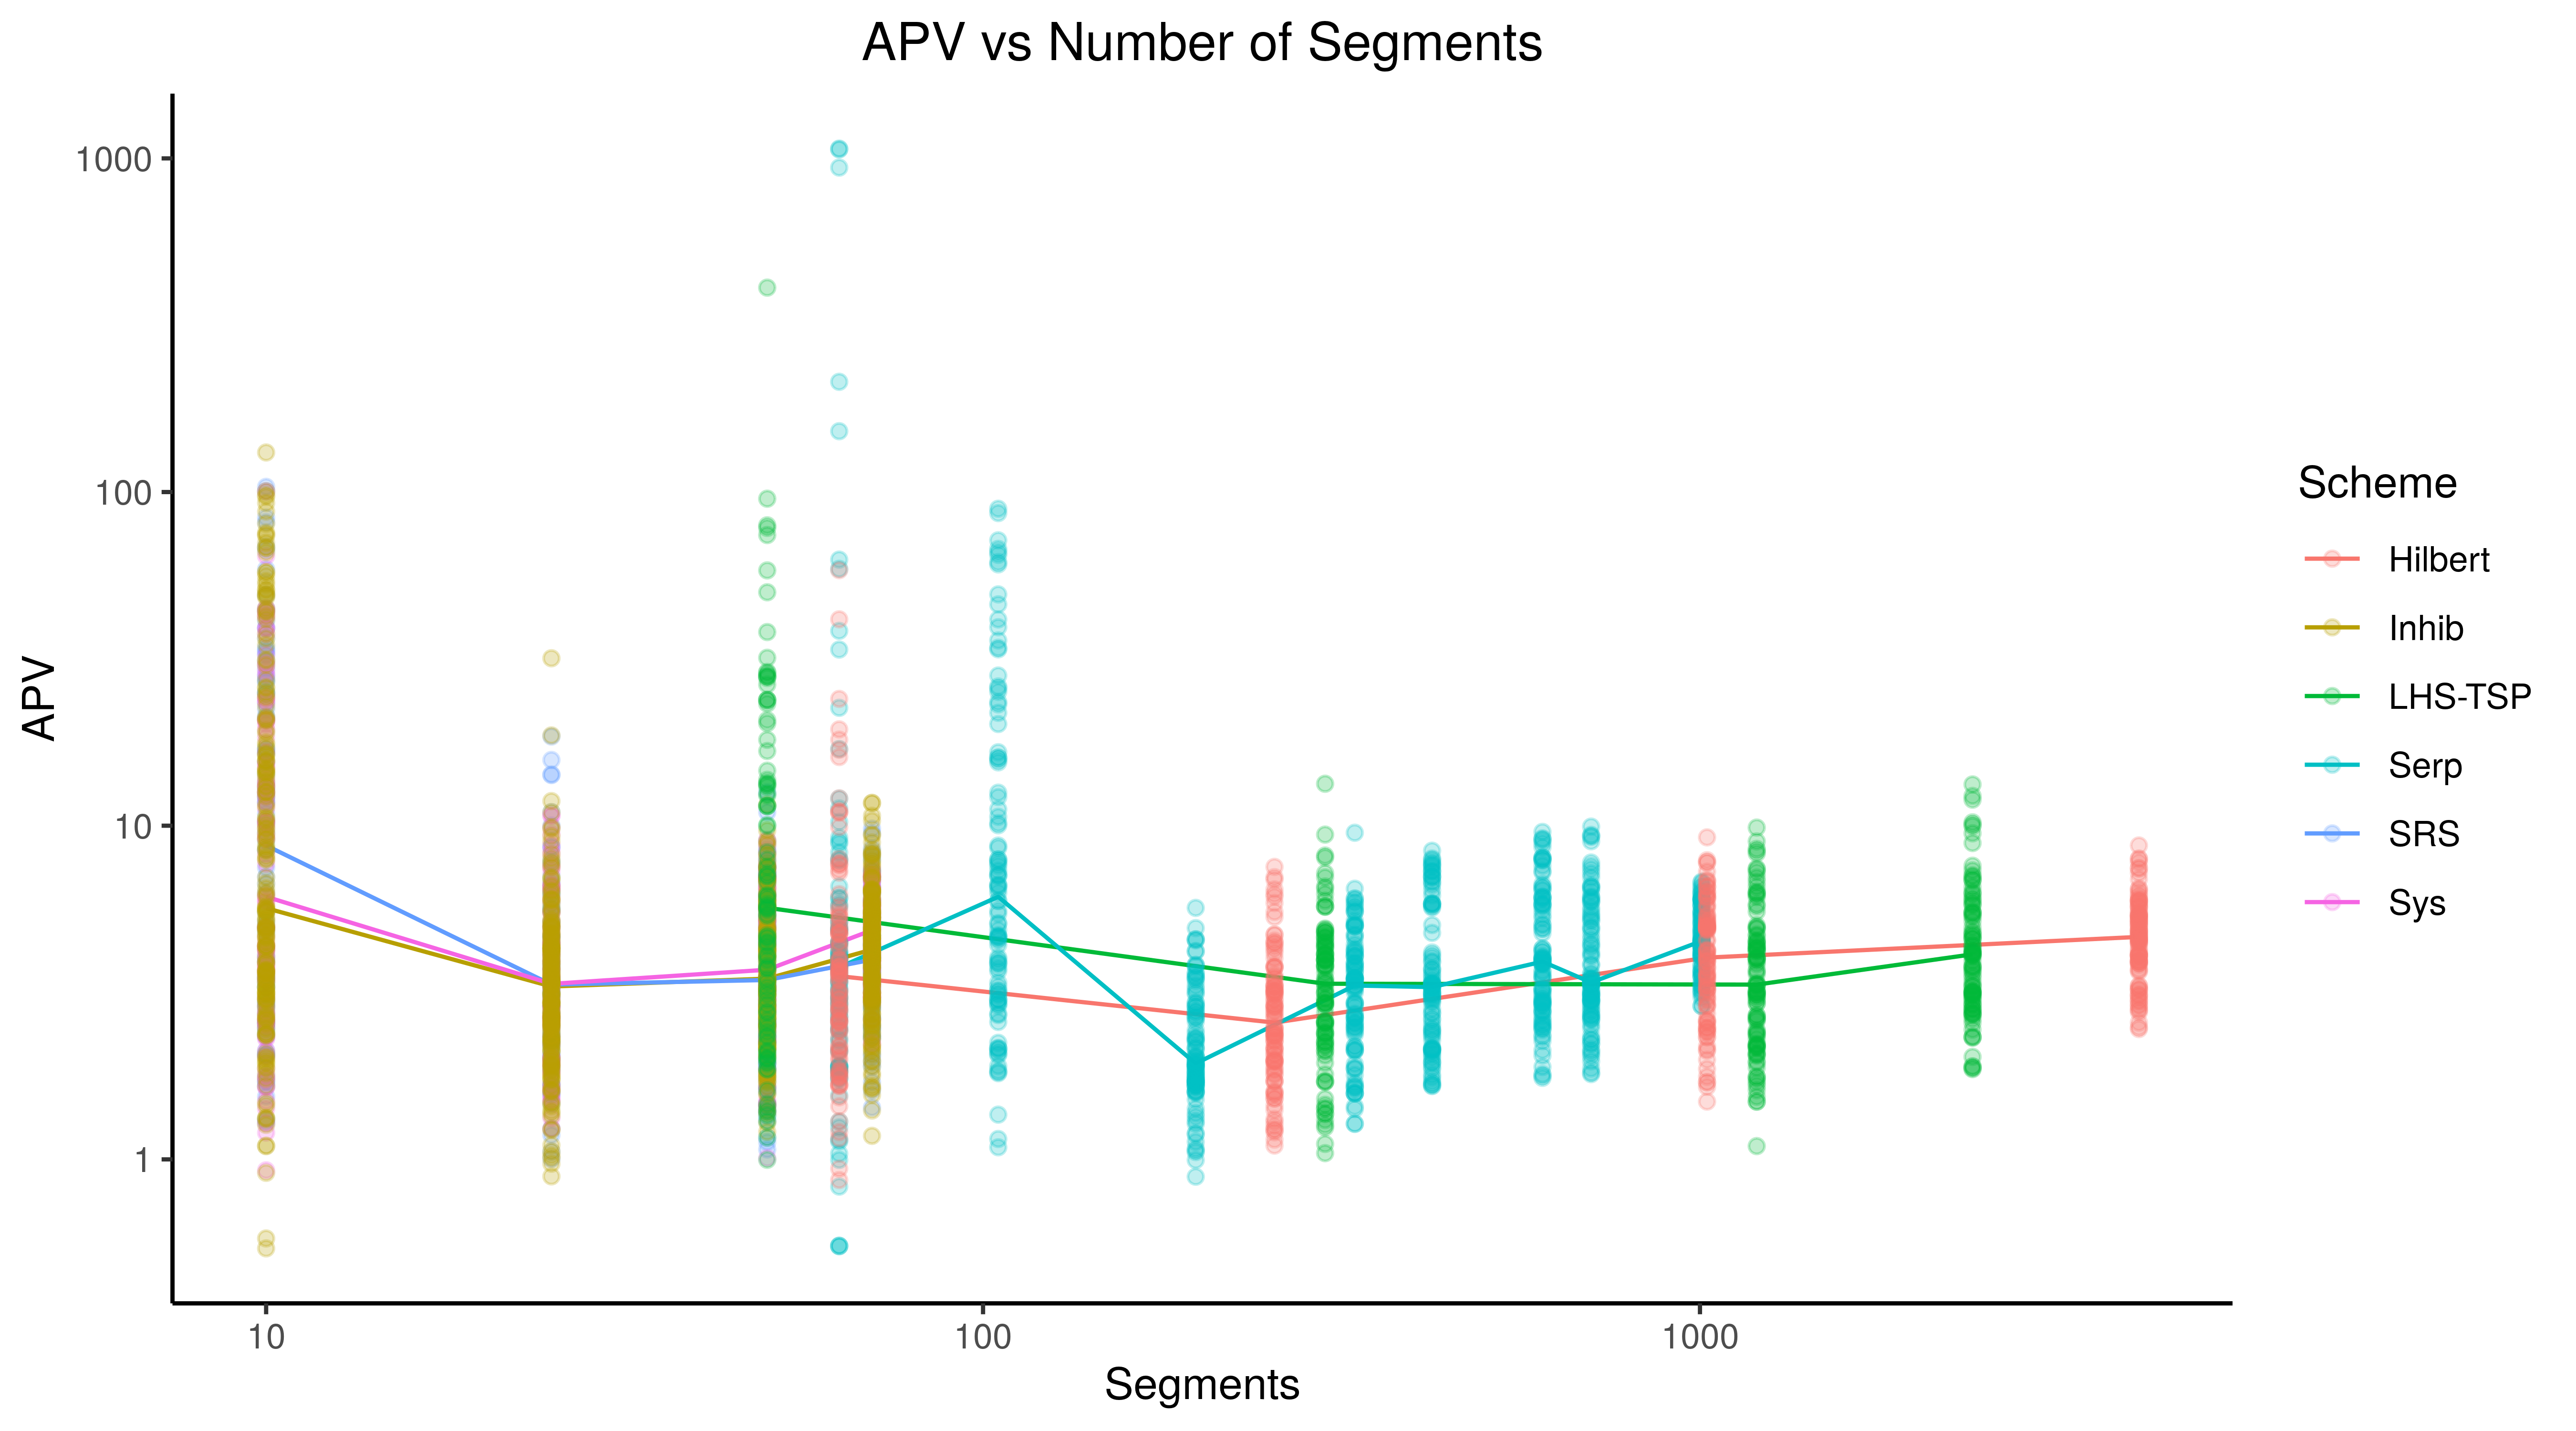 APV vs Number of Segments
1000
100
10
1
APV
10
100
1000
Segments
Scheme
Hilbert
Inhib
LHS-TSP
Serp
SRS
Sys